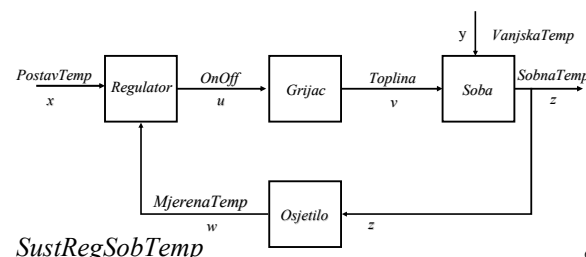 y VanjskaTemp
PostavTemp
x
Regulator
OnOff
u
Grijac
Toplina
v
Soba
SobnaTemp
z
MjerenaTemp
w
Osjetilo
z
SustRegSobTemp